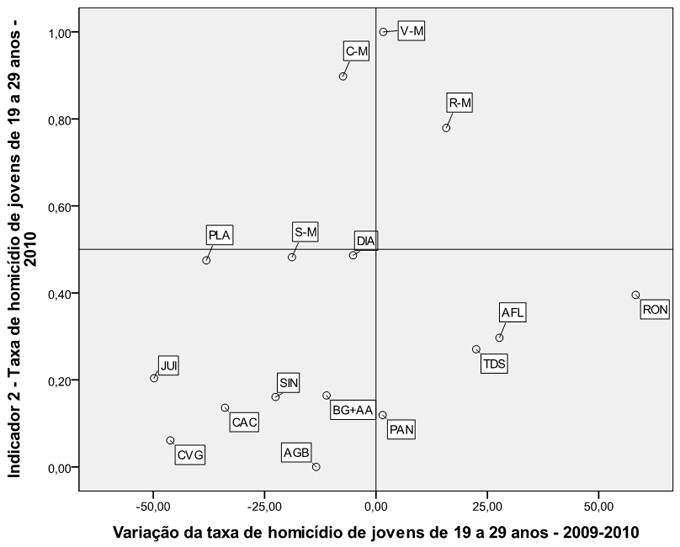 Indicador 2 - Taxa de homicídio de jovens de 19 a 29 anos -
2010
1,00
0,80
0,60
0,40
0,20
0,00
V-M
C-M
R-M
PLA
S-M
DIA
RON
AFL
TDS
JUI
SIN
BG+AA
CAC
PAN
CVG
AGB
-50,00
-25,00
0,00
25,00
50,00
Variação da taxa de homicídio de jovens de 19 a 29 anos - 2009-2010